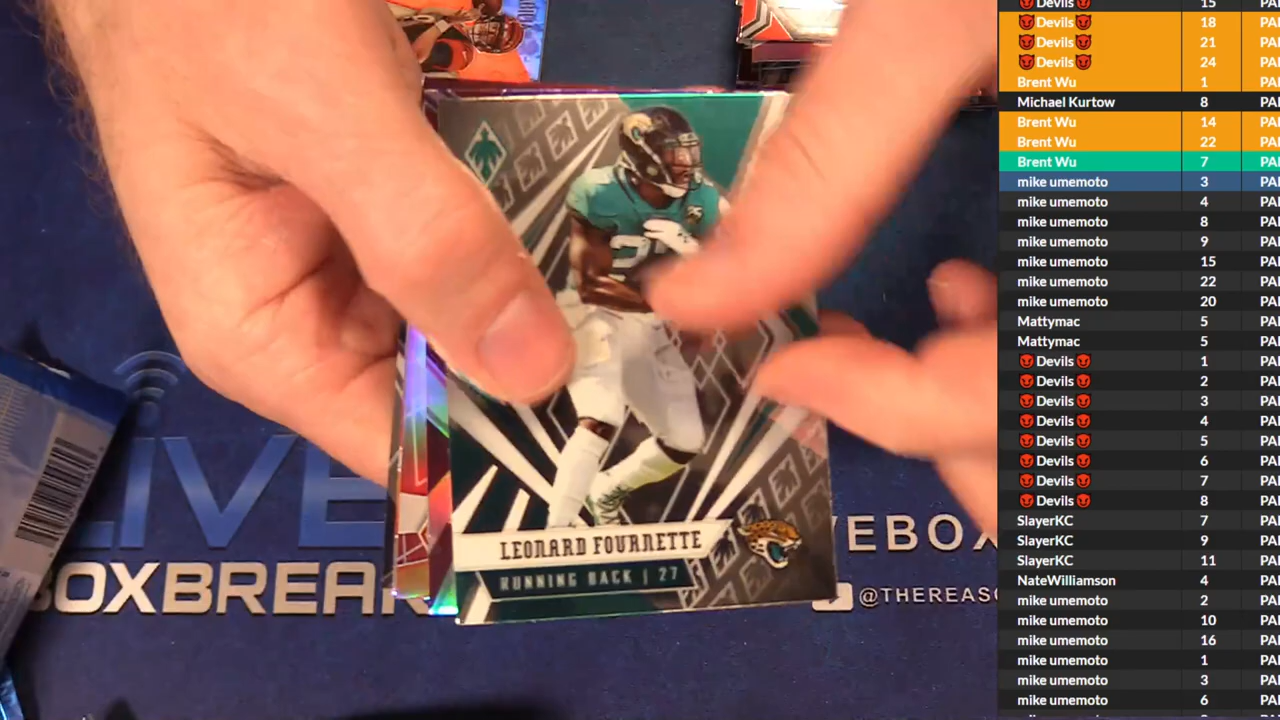 LEONARD FOURNETTE
RUNNING BACK | 27
LIVE
BOXBREAK
VEBOX
@THEREASO
Devils 15 PA
Devils 18 PA
Devils 21 PA
Devils 24 PA
Brent Wu 1 PA
Michael Kurtow 8 PA
Brent Wu 14 PA
Brent Wu 22 PA
Brent Wu 7 PA
mike umemoto 3 PA
mike umemoto 4 PA
mike umemoto 8 PA
mike umemoto 9 PA
mike umemoto 15 PA
mike umemoto 22 PA
mike umemoto 20 PA
Mattymac 5 PA
Mattymac 5 PA
Devils 1 PA
Devils 2 PA
Devils 3 PA
Devils 4 PA
Devils 5 PA
Devils 6 PA
Devils 7 PA
Devils 8 PA
SlayerKC 7 PA
SlayerKC 9 PA
SlayerKC 11 PA
NateWilliamson 4 PA
mike umemoto 2 PA
mike umemoto 10 PA
mike umemoto 16 PA
mike umemoto 1 PA
mike umemoto 3 PA
mike umemoto 6 PA